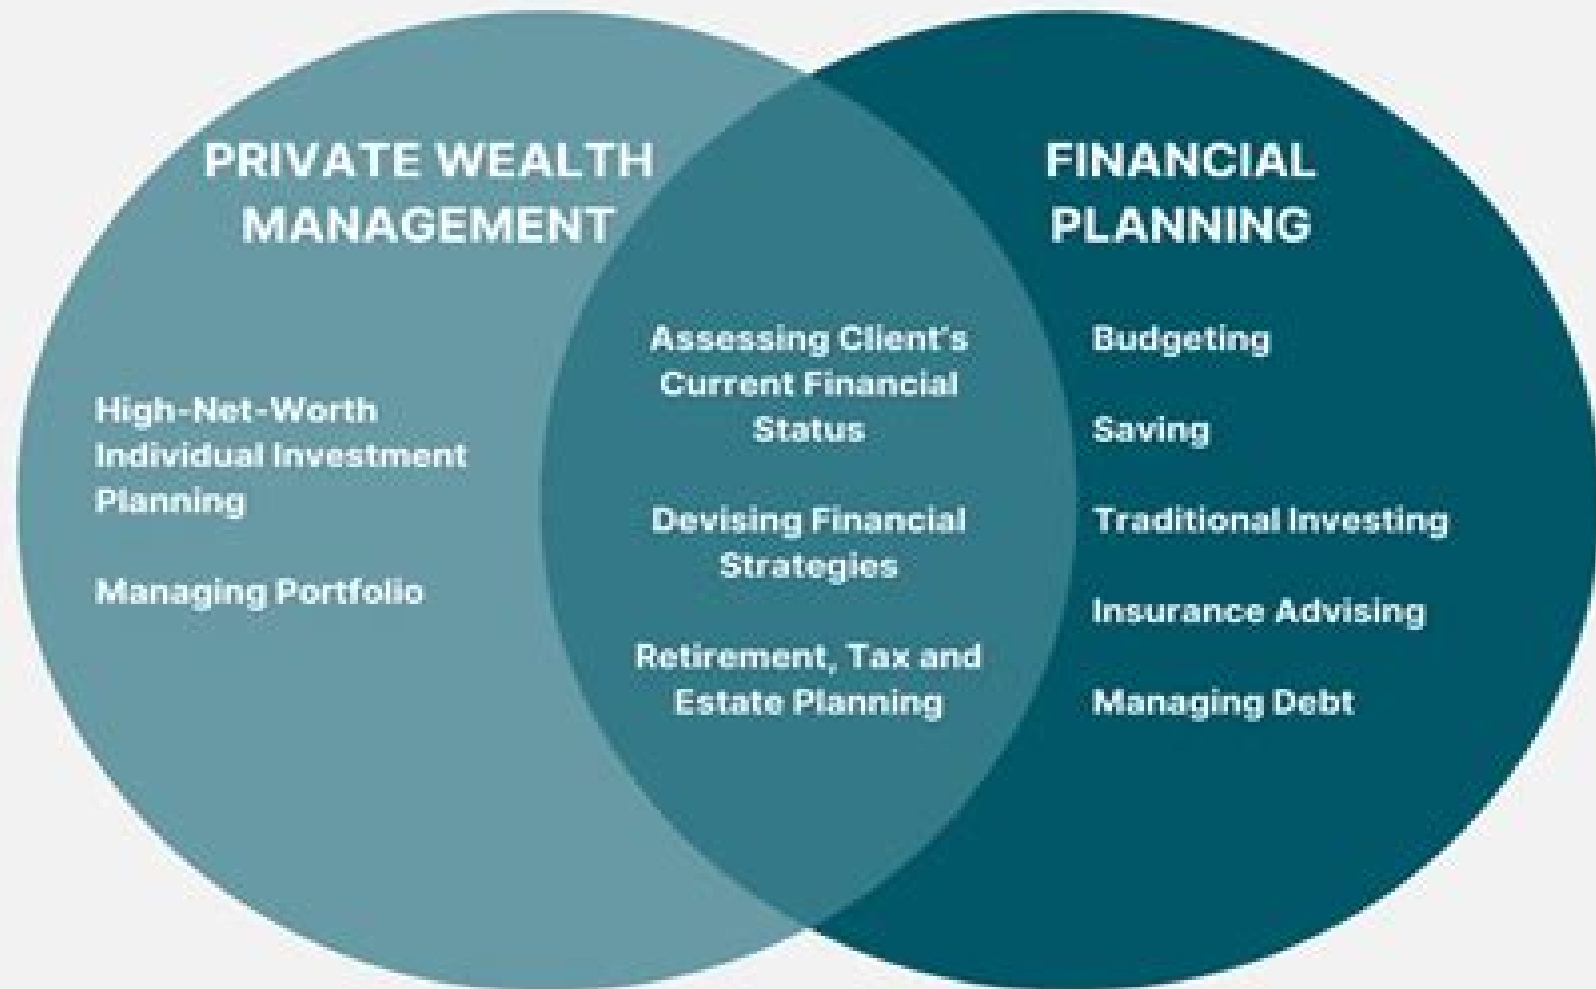 PRIVATE WEALTH
MANAGEMENT
High-Net-Worth
Individual Investment
Planning
Managing Portfolio
Assessing Client's
Current Financial
Status
Devising Financial
Strategies
Retirement, Tax and
Estate Planning
FINANCIAL
PLANNING
Budgeting
Saving
Traditional Investing
Insurance Advising
Managing Debt